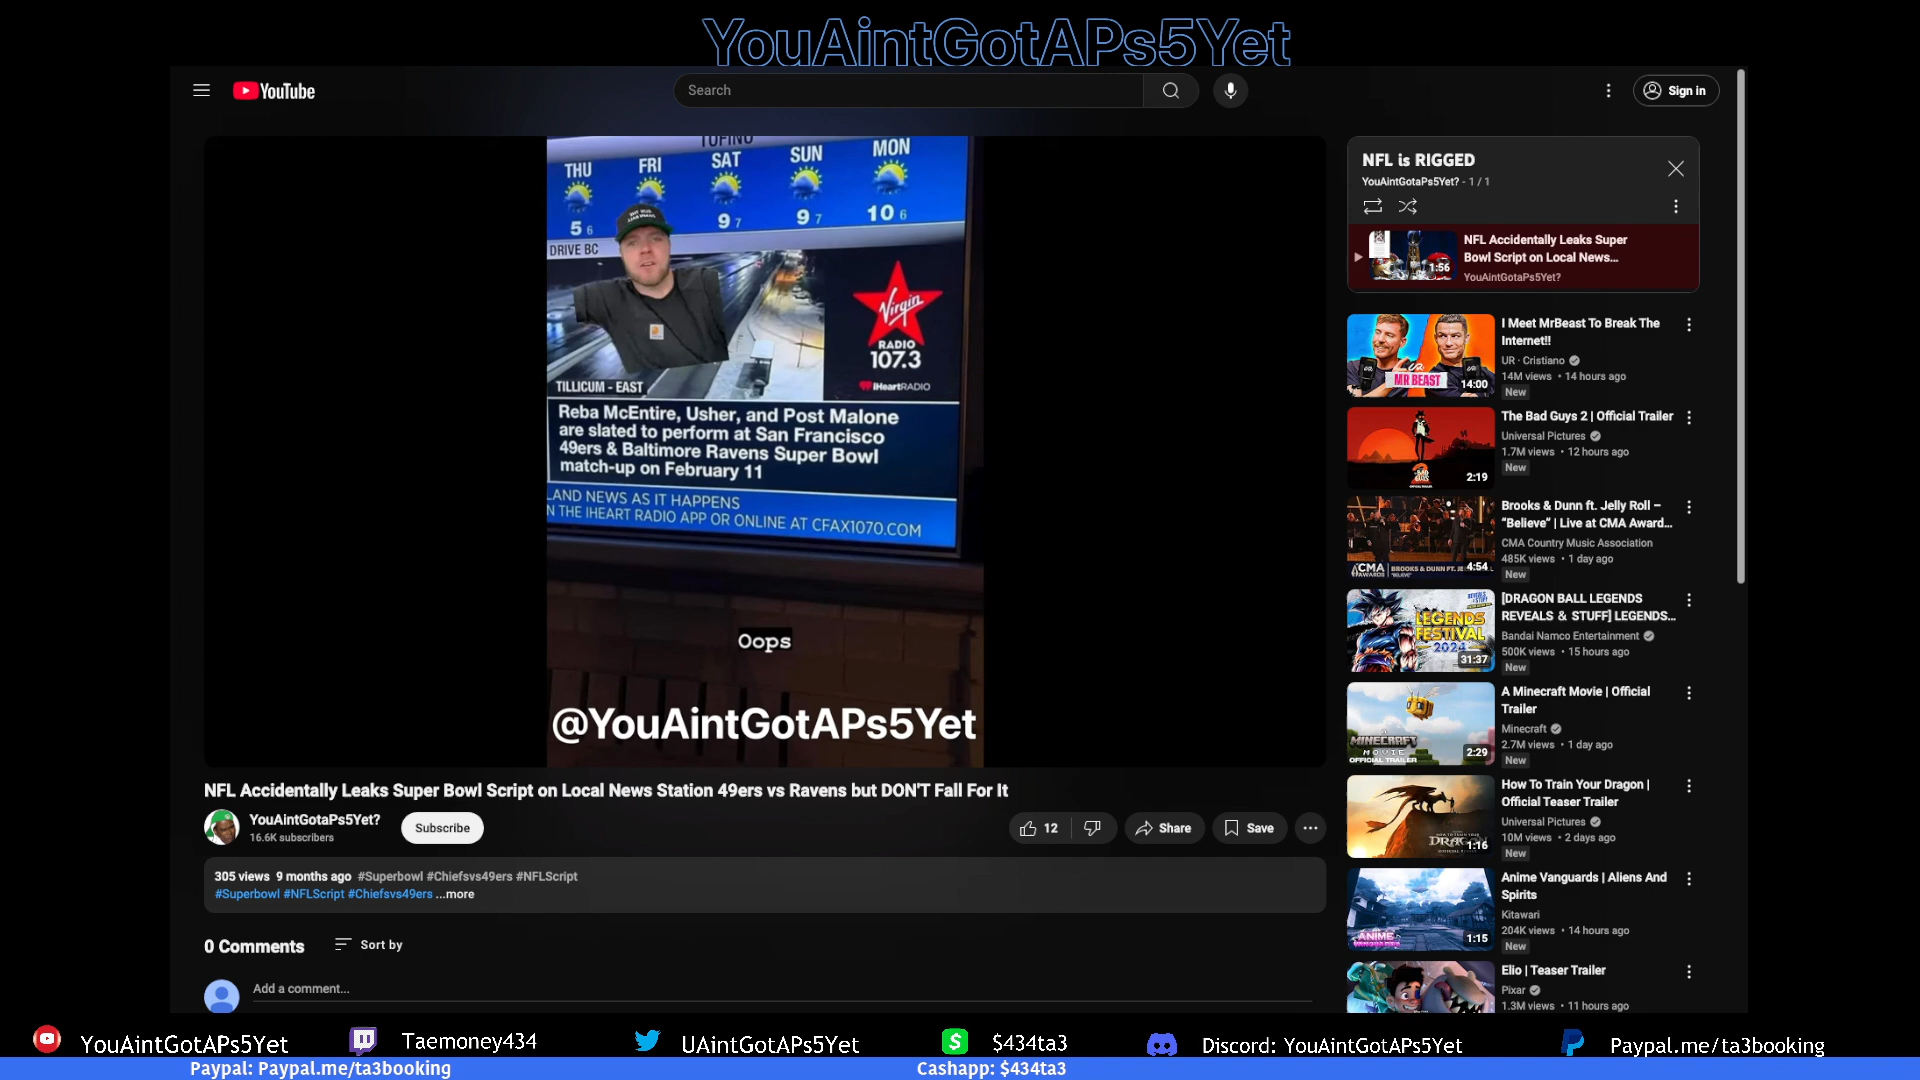 YouAintGotAPs5Yet
YouTube
Search
Sign in
TOFINO
THU FRI SAT SUN MON
5 6
9 7
9 7
10 6
DRIVE BC
Virgin
RADIO
107.3
iHeartRADIO
TILLICUM - EAST
Reba McEntire, Usher, and Post Malone
are slated to perform at San Francisco
49ers & Baltimore Ravens Super Bowl
match-up on February 11
LAND NEWS AS IT HAPPENS
N THE IHEART RADIO APP OR ONLINE AT CFAX1070.COM
Oops
@YouAintGotAPs5Yet
NFL Accidentally Leaks Super Bowl Script on Local News Station 49ers vs Ravens but DON'T Fall For It
YouAintGotaPs5Yet?
16.6K subscribers
Subscribe
12
Share
Save
305 views 9 months ago #Superbowl #Chiefsvs49ers #NFLScript
#Superbowl #NFLScript #Chiefsvs49ers ...more
0 Comments
Sort by
Add a comment...
NFL is RIGGED
YouAintGotaPs5Yet? - 1 / 1
1:56
NFL Accidentally Leaks Super
Bowl Script on Local News...
YouAintGotaPs5Yet?
MR BEAST
14:00
I Meet MrBeast To Break The
Internet!!
UR · Cristiano
14M views • 14 hours ago
New
2:19
The Bad Guys 2 | Official Trailer
Universal Pictures
1.7M views • 12 hours ago
New
CMA
AWARDS
4:54
Brooks & Dunn ft. Jelly Roll –
“Believe” | Live at CMA Award...
CMA Country Music Association
485K views • 1 day ago
New
LEGENDS
FESTIVAL
2024
31:37
[DRAGON BALL LEGENDS
REVEALS & STUFF] LEGENDS...
Bandai Namco Entertainment
500K views • 15 hours ago
New
MINECRAFT
MOVIE
OFFICIAL TRAILER
2:29
A Minecraft Movie | Official
Trailer
Minecraft
2.7M views • 1 day ago
New
1:16
How To Train Your Dragon |
Official Teaser Trailer
Universal Pictures
10M views • 2 days ago
New
ANIME
VANGUARDS
1:15
Anime Vanguards | Aliens And
Spirits
Kitawari
204K views • 14 hours ago
New
Elio | Teaser Trailer
Pixar
1.3M views • 11 hours ago
YouAintGotAPs5Yet
Taemoney434
UAintGotAPs5Yet
$434ta3
Discord: YouAintGotAPs5Yet
Paypal.me/ta3booking
Paypal: Paypal.me/ta3booking
Cashapp: $434ta3